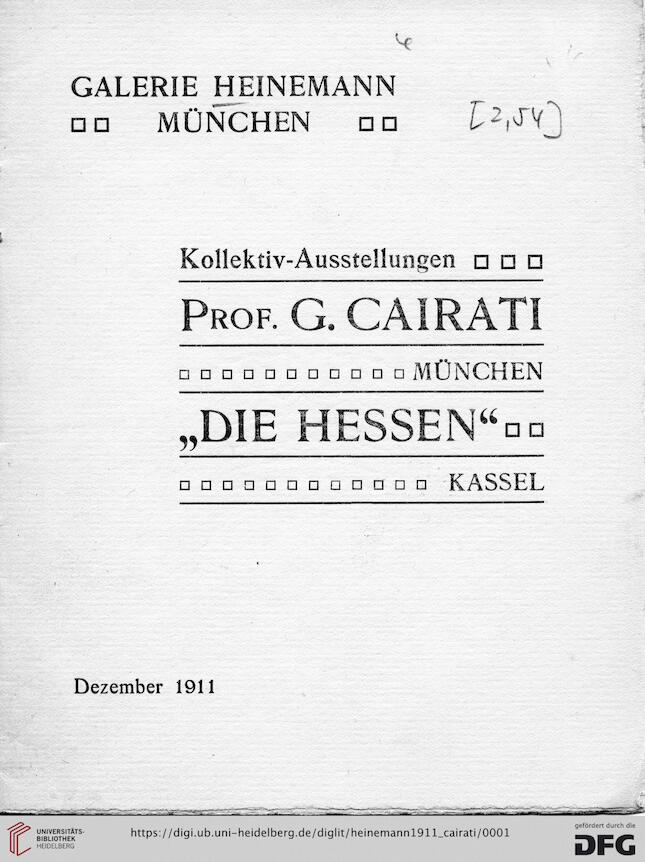 GALERIE HEINEMANN
□ □ MÜNCHEN □ □
[2,54]
Kollektiv-Ausstellungen □ □ □
PROF. G. CAIRATI
□ □ □ □ □ □ □ □ □ □ □ MÜNCHEN
„DIE HESSEN“ □ □
□ □ □ □ □ □ □ □ □ □ □ □ KASSEL
Dezember 1911
UNIVERSITÄTS-
BIBLIOTHEK
HEIDELBERG
https://digi.ub.uni-heidelberg.de/diglit/heinemann1911_cairati/0001
gefördert durch die
DFG